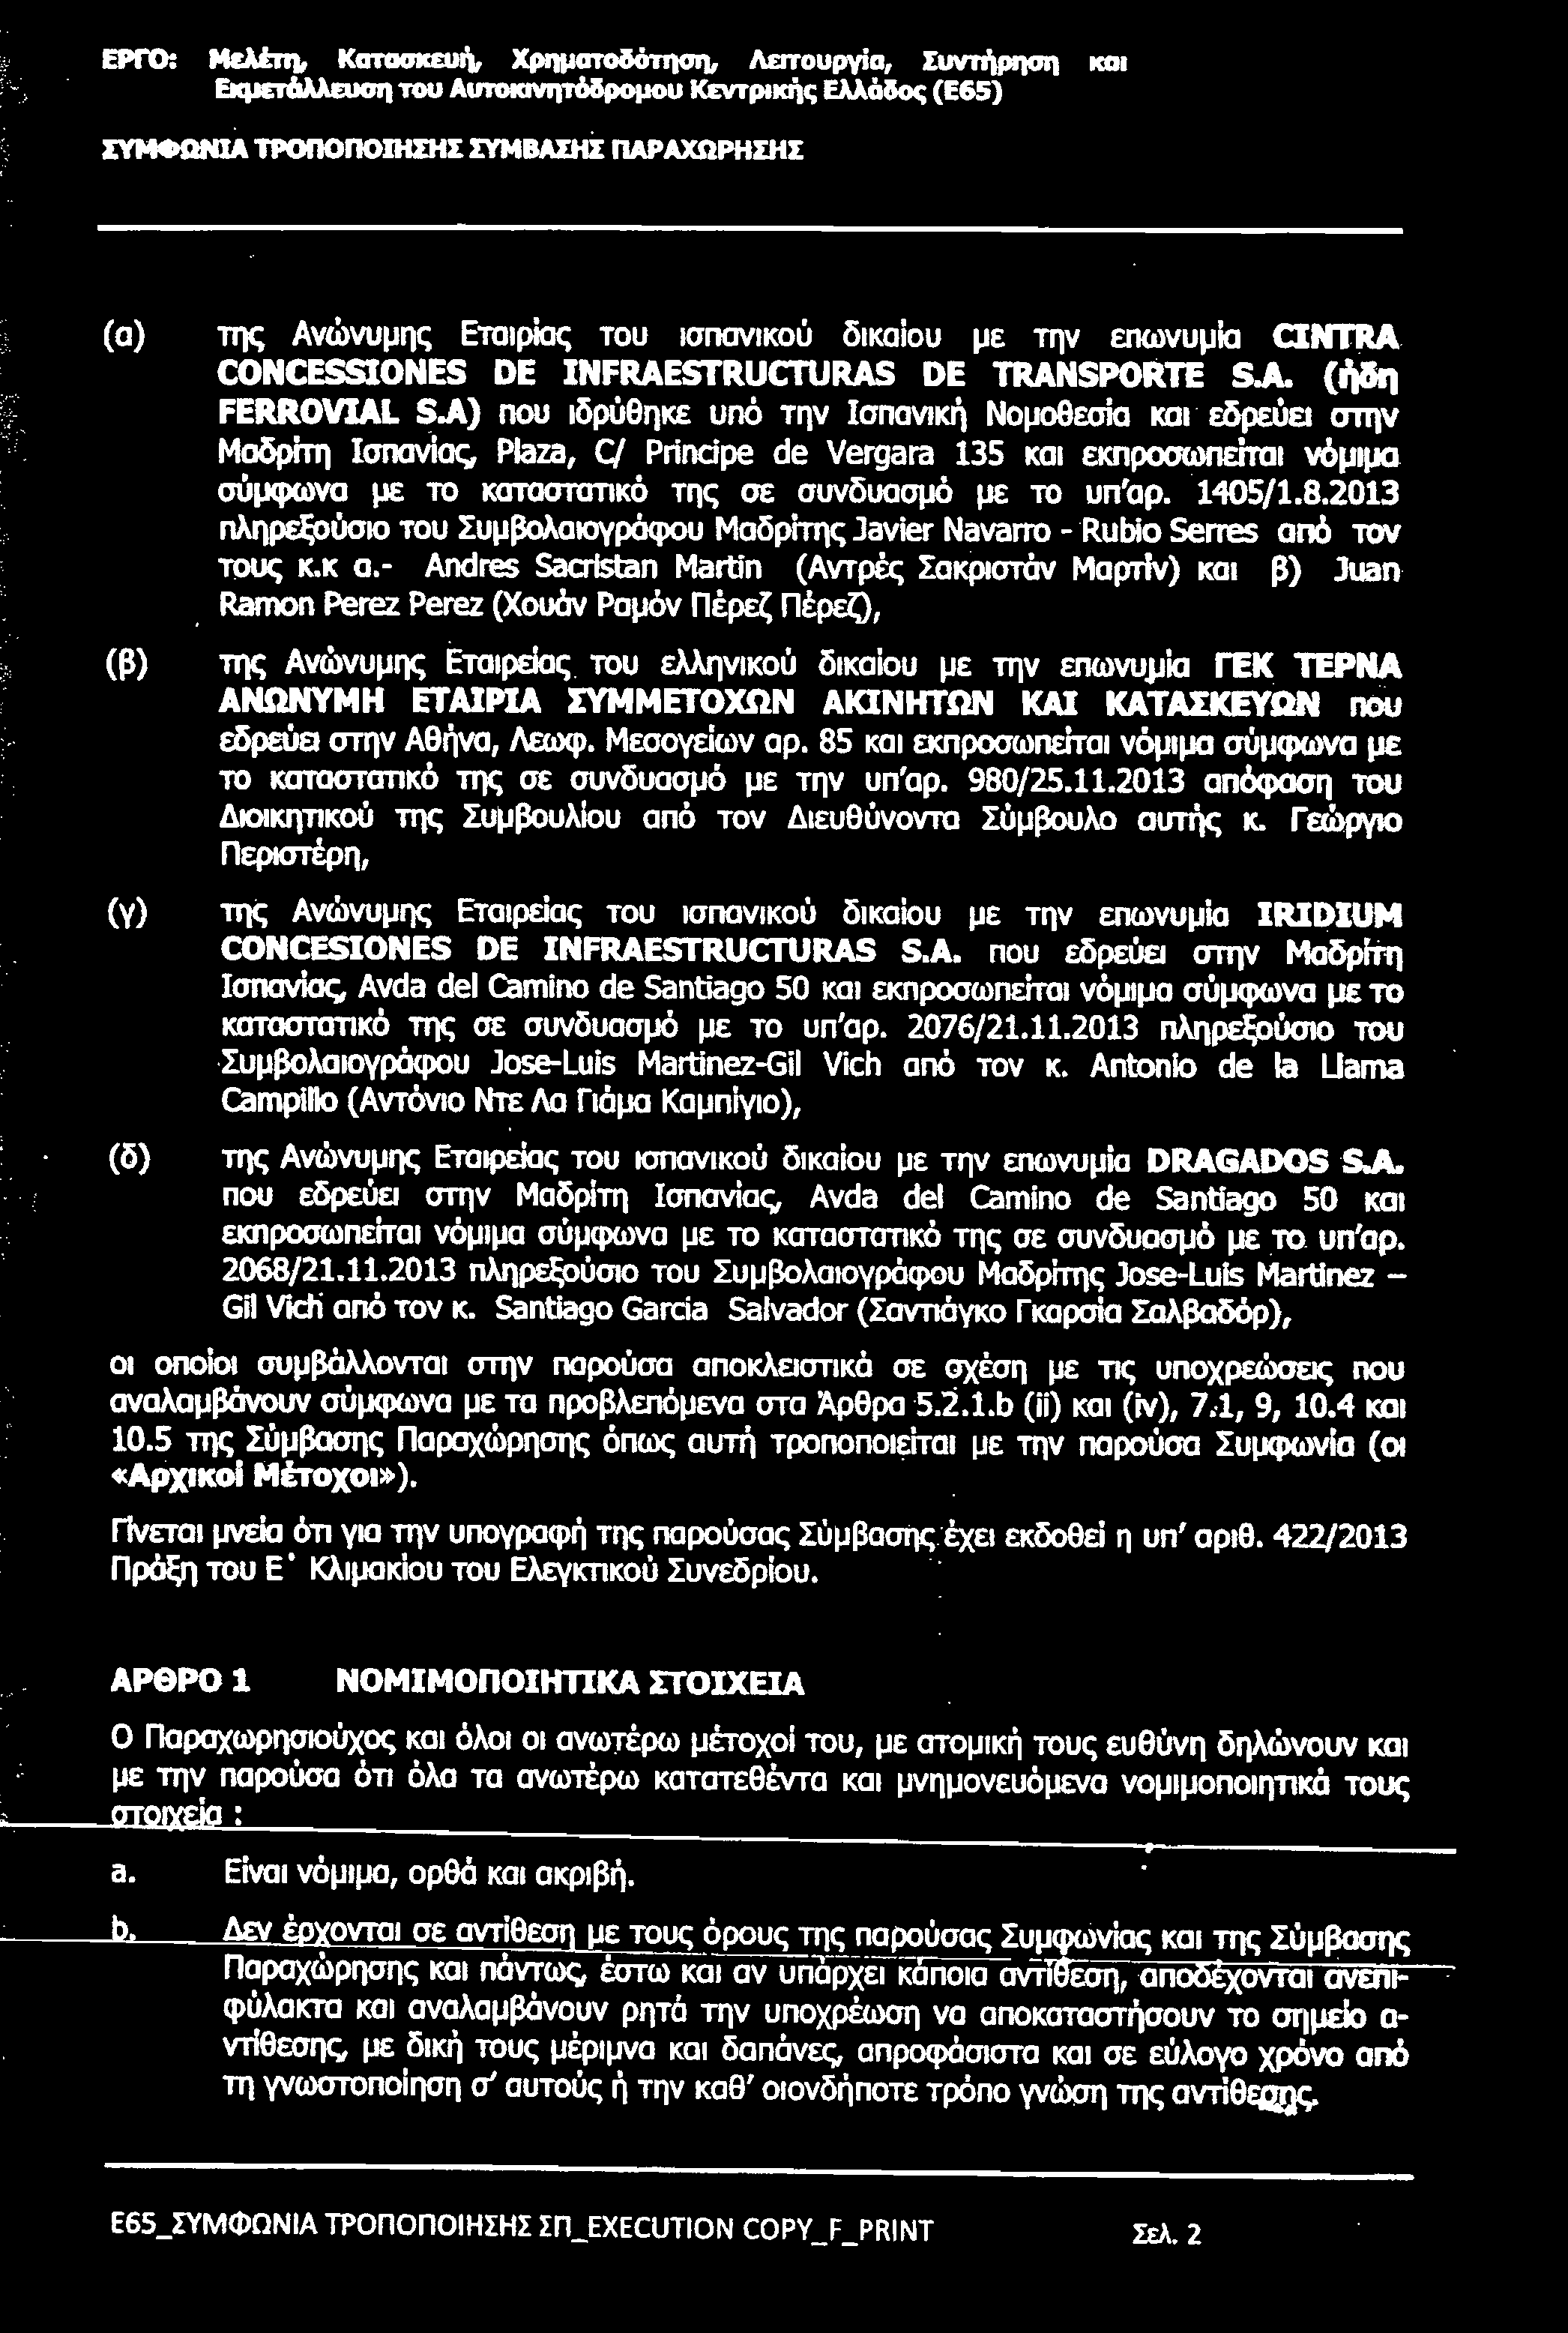 ΕΡΓΟ: Μελέτη, Κατασκευή, Χρηματοδότηση, Λειτουργία, Συντήρηση και
Εκμετάλλευση του Αυτοκινητόδρομου Κεντρικής Ελλάδος (Ε65)
ΣΥΜΦΩΝΙΑ ΤΡΟΠΟΠΟΙΗΣΗΣ ΣΥΜΒΑΣΗΣ ΠΑΡΑΧΩΡΗΣΗΣ
(α) της Ανώνυμης Εταιρίας του ισπανικού δικαίου με την επωνυμία CINTRA
CONCESSIONES DE INFRAESTRUCTURAS DE TRANSPORTE S.A. (ήδη
FERROVIAL S.A) που ιδρύθηκε υπό την Ισπανική Νομοθεσία και εδρεύει στην
Μαδρίτη Ισπανίας, Plaza, C/ Principe de Vergara 135 και εκπροσωπείται νόμιμα
σύμφωνα με το καταστατικό της σε συνδυασμό με το υπ'αρ. 1405/1.8.2013
πληρεξούσιο του Συμβολαιογράφου Μαδρίτης Javier Navarro - Rubio Serres από τον
τους κ.κ α.- Andres Sacristan Martin (Αντρές Σακριστάν Μαρτίν) και β) Juan
Ramon Perez Perez (Χουάν Ραμόν Πέρεζ Πέρεζ),
(β) της Ανώνυμης Εταιρείας του ελληνικού δικαίου με την επωνυμία ΓΕΚ ΤΕΡΝΑ
ΑΝΩΝΥΜΗ ΕΤΑΙΡΙΑ ΣΥΜΜΕΤΟΧΩΝ ΑΚΙΝΗΤΩΝ ΚΑΙ ΚΑΤΑΣΚΕΥΩΝ που
εδρεύει στην Αθήνα, Λεωφ. Μεσογείων αρ. 85 και εκπροσωπείται νόμιμα σύμφωνα με
το καταστατικό της σε συνδυασμό με την υπ'αρ. 980/25.11.2013 απόφαση του
Διοικητικού της Συμβουλίου από τον Διευθύνοντα Σύμβουλο αυτής κ. Γεώργιο
Περιστέρη,
(γ) της Ανώνυμης Εταιρείας του ισπανικού δικαίου με την επωνυμία IRIDIUM
CONCESIONES DE INFRAESTRUCTURAS S.A. που εδρεύει στην Μαδρίτη
Ισπανίας, Avda del Camino de Santiago 50 και εκπροσωπείται νόμιμα σύμφωνα με το
καταστατικό της σε συνδυασμό με το υπ'αρ. 2076/21.11.2013 πληρεξούσιο του
Συμβολαιογράφου Jose-Luis Martinez-Gil Vich από τον κ. Antonio de la Llama
Campillo (Αντόνιο Ντε Λα Γιάμα Καμπίγιο),
(δ) της Ανώνυμης Εταιρείας του ισπανικού δικαίου με την επωνυμία DRAGADOS S.A.
που εδρεύει στην Μαδρίτη Ισπανίας, Avda del Camino de Santiago 50 και
εκπροσωπείται νόμιμα σύμφωνα με το καταστατικό της σε συνδυασμό με το υπ'αρ.
2068/21.11.2013 πληρεξούσιο του Συμβολαιογράφου Μαδρίτης Jose-Luis Martinez –
Gil Vich από τον κ. Santiago Garcia Salvador (Σαντιάγκο Γκαρσία Σαλβαδόρ),
οι οποίοι συμβάλλονται στην παρούσα αποκλειστικά σε σχέση με τις υποχρεώσεις που
αναλαμβάνουν σύμφωνα με τα προβλεπόμενα στα Άρθρα 5.2.1.b (ii) και (iv), 7.1, 9, 10.4 και
10.5 της Σύμβασης Παραχώρησης όπως αυτή τροποποιείται με την παρούσα Συμφωνία (οι
«Αρχικοί Μέτοχοι»).
Γίνεται μνεία ότι για την υπογραφή της παρούσας Σύμβασης έχει εκδοθεί η υπ' αριθ. 422/2013
Πράξη του Ε' Κλιμακίου του Ελεγκτικού Συνεδρίου.
ΑΡΘΡΟ 1 ΝΟΜΙΜΟΠΟΙΗΤΙΚΑ ΣΤΟΙΧΕΙΑ
Ο Παραχωρησιούχος και όλοι οι ανωτέρω μέτοχοί του, με ατομική τους ευθύνη δηλώνουν και
με την παρούσα ότι όλα τα ανωτέρω κατατεθέντα και μνημονευόμενα νομιμοποιητικά τους
στοιχεία :
a. Είναι νόμιμα, ορθά και ακριβή.
b. Δεν έρχονται σε αντίθεση με τους όρους της παρούσας Συμφωνίας και της Σύμβασης
Παραχώρησης και πάντως, έστω και αν υπάρχει κάποια αντίθεση, αποδέχονται ανεπι-
φύλακτα και αναλαμβάνουν ρητά την υποχρέωση να αποκαταστήσουν το σημείο α-
ντίθεσης, με δική τους μέριμνα και δαπάνες, απροφάσιστα και σε εύλογο χρόνο από
τη γνωστοποίηση σ' αυτούς ή την καθ' οιονδήποτε τρόπο γνώση της αντίθεσης.
Ε65_ΣΥΜΦΩΝΙΑ ΤΡΟΠΟΠΟΙΗΣΗΣ ΣΠ_EXECUTION COPY_F_PRINT Σελ. 2